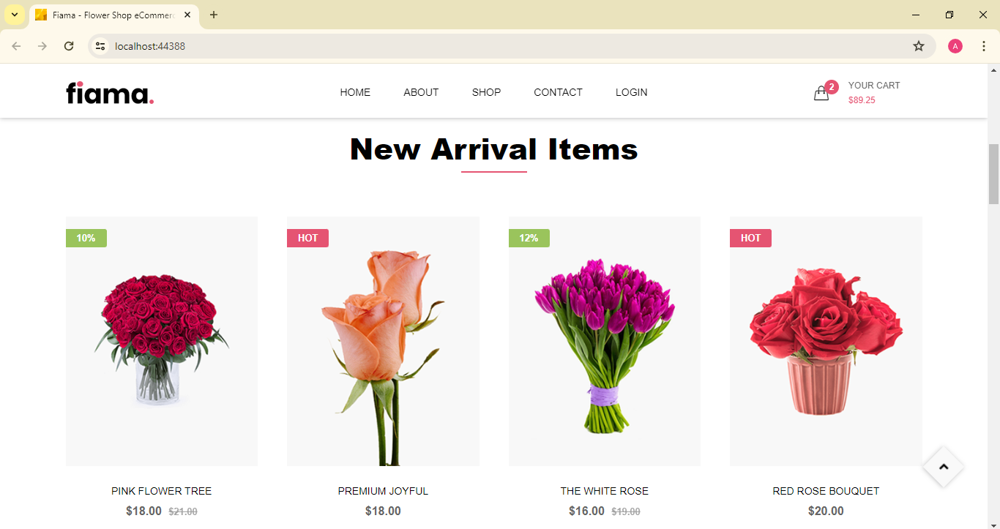 Fiama - Flower Shop eCommerc
localhost:44388
A
fiama.
HOME ABOUT SHOP CONTACT LOGIN
2
YOUR CART
$89.25
New Arrival Items
10% HOT 12% HOT
PINK FLOWER TREE PREMIUM JOYFUL THE WHITE ROSE RED ROSE BOUQUET
$18.00 $21.00 $18.00 $16.00 $19.00 $20.00